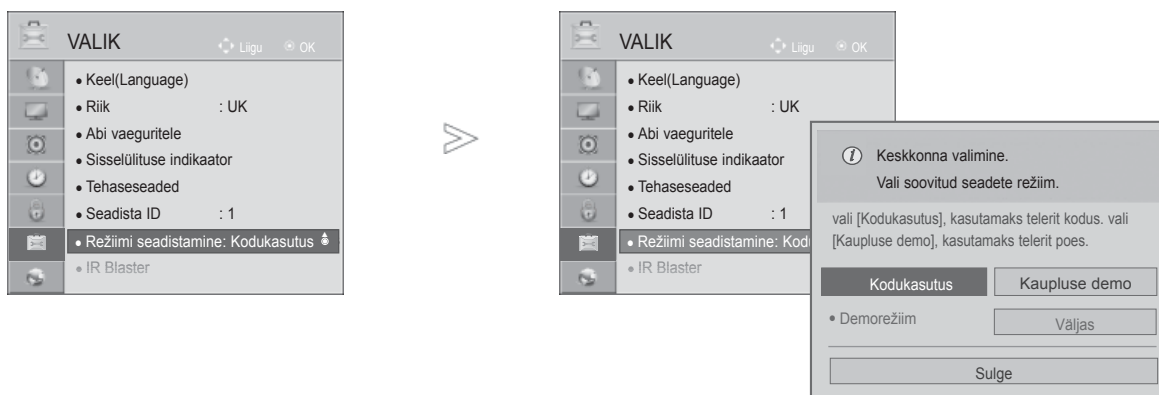 VALIK Liigu OK
• Keel(Language)
• Riik : UK
• Abi vaeguritele
• Sisselülituse indikaator
• Tehaseseaded
• Seadista ID : 1
• Režiimi seadistamine: Kodukasutus
• IR Blaster
VALIK Liigu OK
• Keel(Language)
• Riik : UK
• Abi vaeguritele
• Sisselülituse indikaator
• Tehaseseaded
• Seadista ID : 1
• Režiimi seadistamine: Kodu
• IR Blaster
i Keskkonna valimine.
Vali soovitud seadete režiim.
vali [Kodukasutus], kasutamaks telerit kodus. vali
[Kaupluse demo], kasutamaks telerit poes.
Kodukasutus Kaupluse demo
• Demorežiim Väljas
Sulge